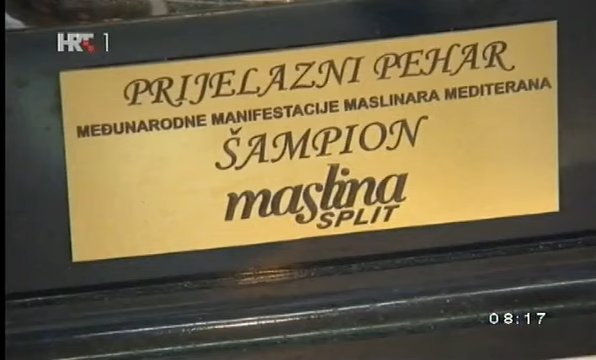 HRT 1
PRIJELAZNI PEHAR
MEĐUNARODNE MANIFESTACIJE MASLINARA MEDITERANA
ŠAMPION
maslina
SPLIT
08:17